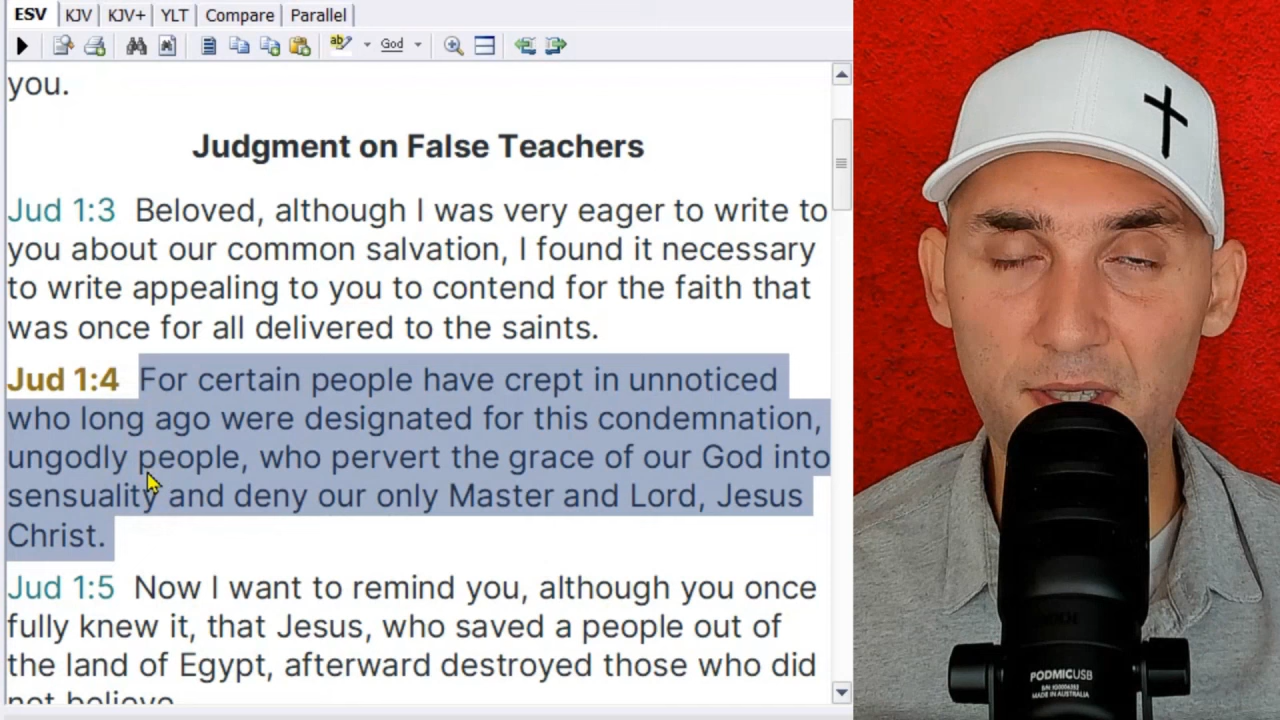 ESV KJV KJV+ YLT Compare Parallel
God
you.
Judgment on False Teachers
Jud 1:3 Beloved, although I was very eager to write to
you about our common salvation, I found it necessary
to write appealing to you to contend for the faith that
was once for all delivered to the saints.
Jud 1:4 For certain people have crept in unnoticed
who long ago were designated for this condemnation,
ungodly people, who pervert the grace of our God into
sensuality and deny our only Master and Lord, Jesus
Christ.
Jud 1:5 Now I want to remind you, although you once
fully knew it, that Jesus, who saved a people out of
the land of Egypt, afterward destroyed those who did
not believe.
PODMICUSB
MADE IN AUSTRALIA